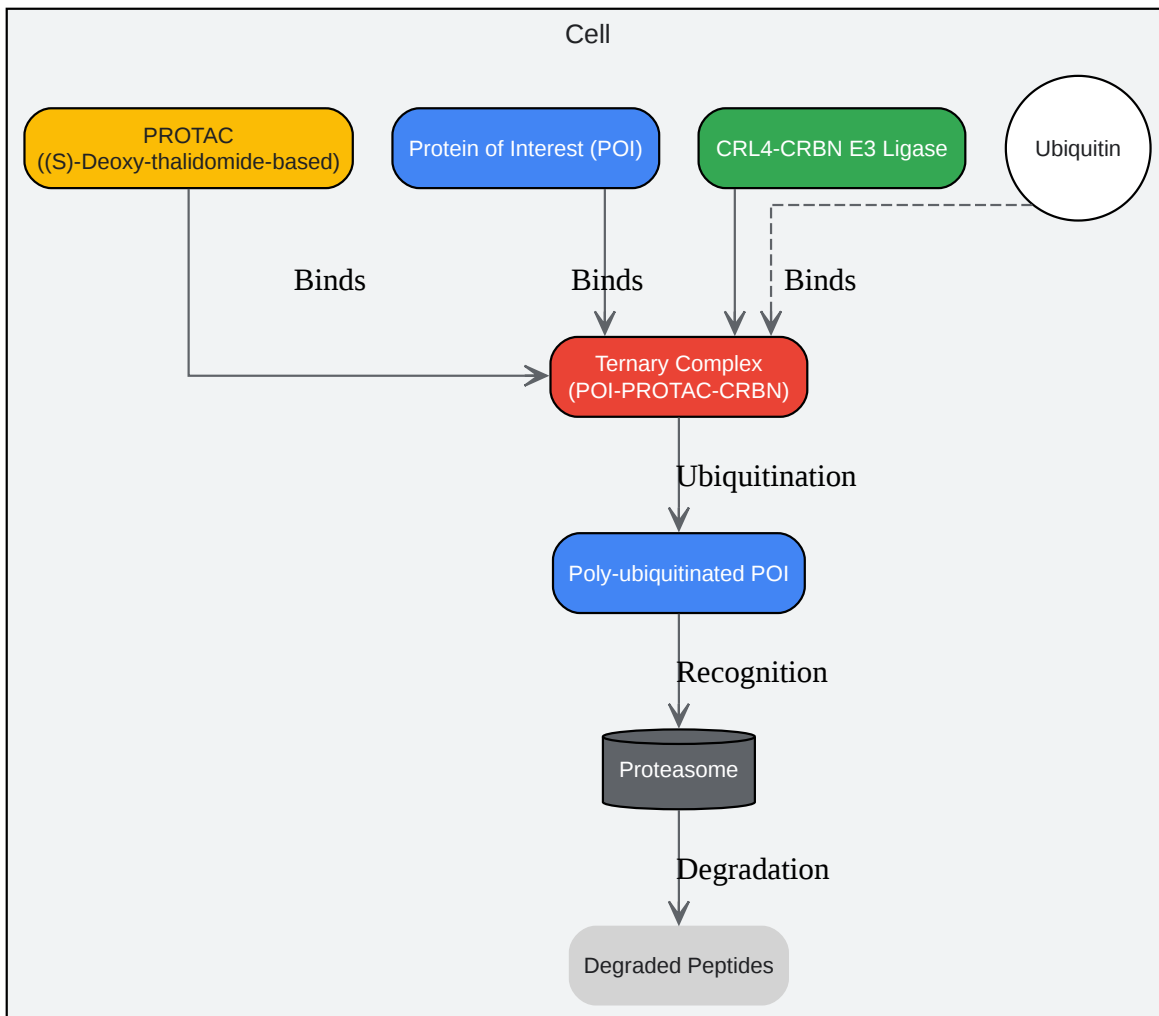 Cell
PROTAC
((S)-Deoxy-thalidomide-based)
Protein of Interest (POI)
CRL4-CRBN E3 Ligase
Ubiquitin
Binds
Binds
Binds
Ternary Complex
(POI-PROTAC-CRBN)
Ubiquitination
Poly-ubiquitinated POI
Recognition
Proteasome
Degradation
Degraded Peptides